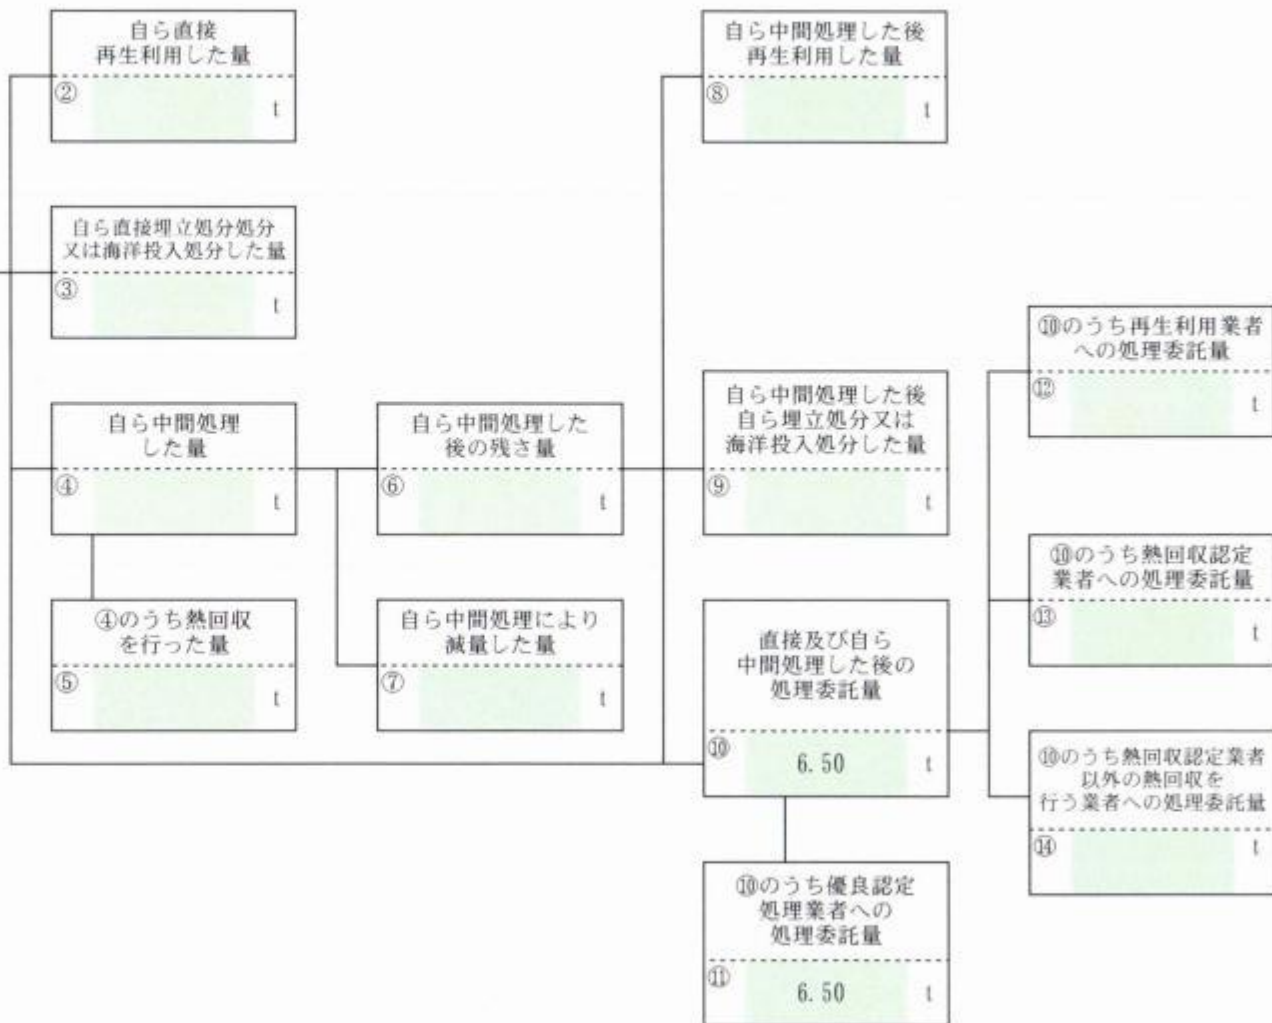 自ら直接
再生利用した量
② t
自ら直接埋立処分処分
又は海洋投入処分した量
③ t
自ら中間処理
した量
④ t
④のうち熱回収
を行った量
⑤ t
自ら中間処理した
後の残さ量
⑥ t
自ら中間処理により
減量した量
⑦ t
自ら中間処理した後
再生利用した量
⑧ t
自ら中間処理した後
自ら埋立処分又は
海洋投入処分した量
⑨ t
直接及び自ら
中間処理した後の
処理委託量
⑩ 6.50 t
⑩のうち優良認定
処理業者への
処理委託量
⑪ 6.50 t
⑩のうち再生利用業者
への処理委託量
⑫ t
⑩のうち熱回収認定
業者への処理委託量
⑬ t
⑩のうち熱回収認定業者
以外の熱回収を
行う業者への処理委託量
⑭ t